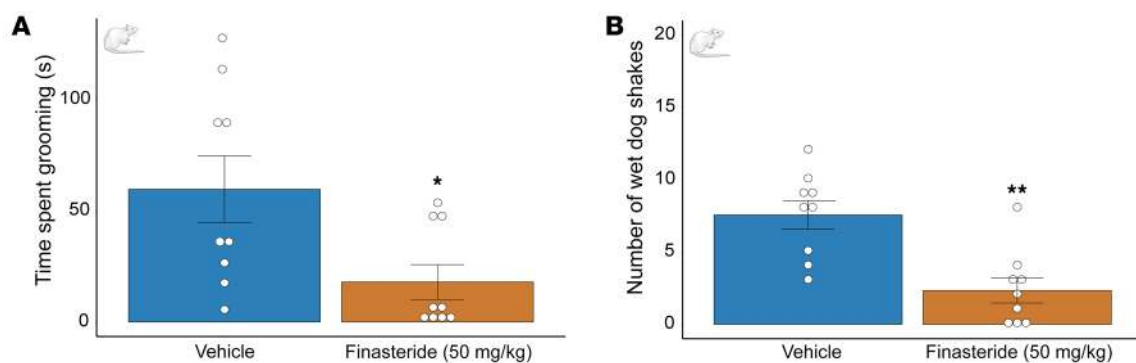 A
Time spent grooming (s)
100
50
0
*
Vehicle
Finasteride (50 mg/kg)
B
Number of wet dog shakes
20
15
10
5
0
**
Vehicle
Finasteride (50 mg/kg)